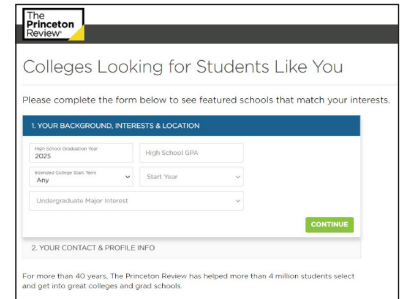 The
Princeton
Review
Colleges Looking for Students Like You
Please complete the form below to see featured schools that match your interests.
1. YOUR BACKGROUND, INTERESTS & LOCATION
High School Graduation Year
2025
High School GPA
Intended College Start Term
Any
Start Year
Undergraduate Major Interest
CONTINUE
2. YOUR CONTACT & PROFILE INFO
For more than 40 years, The Princeton Review has helped more than 4 million students select
and get into great colleges and grad schools.